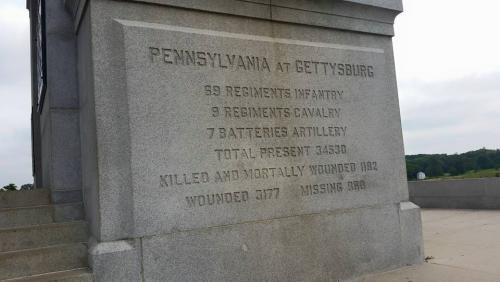 PENNSYLVANIA AT GETTYSBURG
69 REGIMENTS INFANTRY
9 REGIMENTS CAVALRY
7 BATTERIES ARTILLERY
TOTAL PRESENT 34530
KILLED AND MORTALLY WOUNDED 1182
WOUNDED 3177 MISSING 860